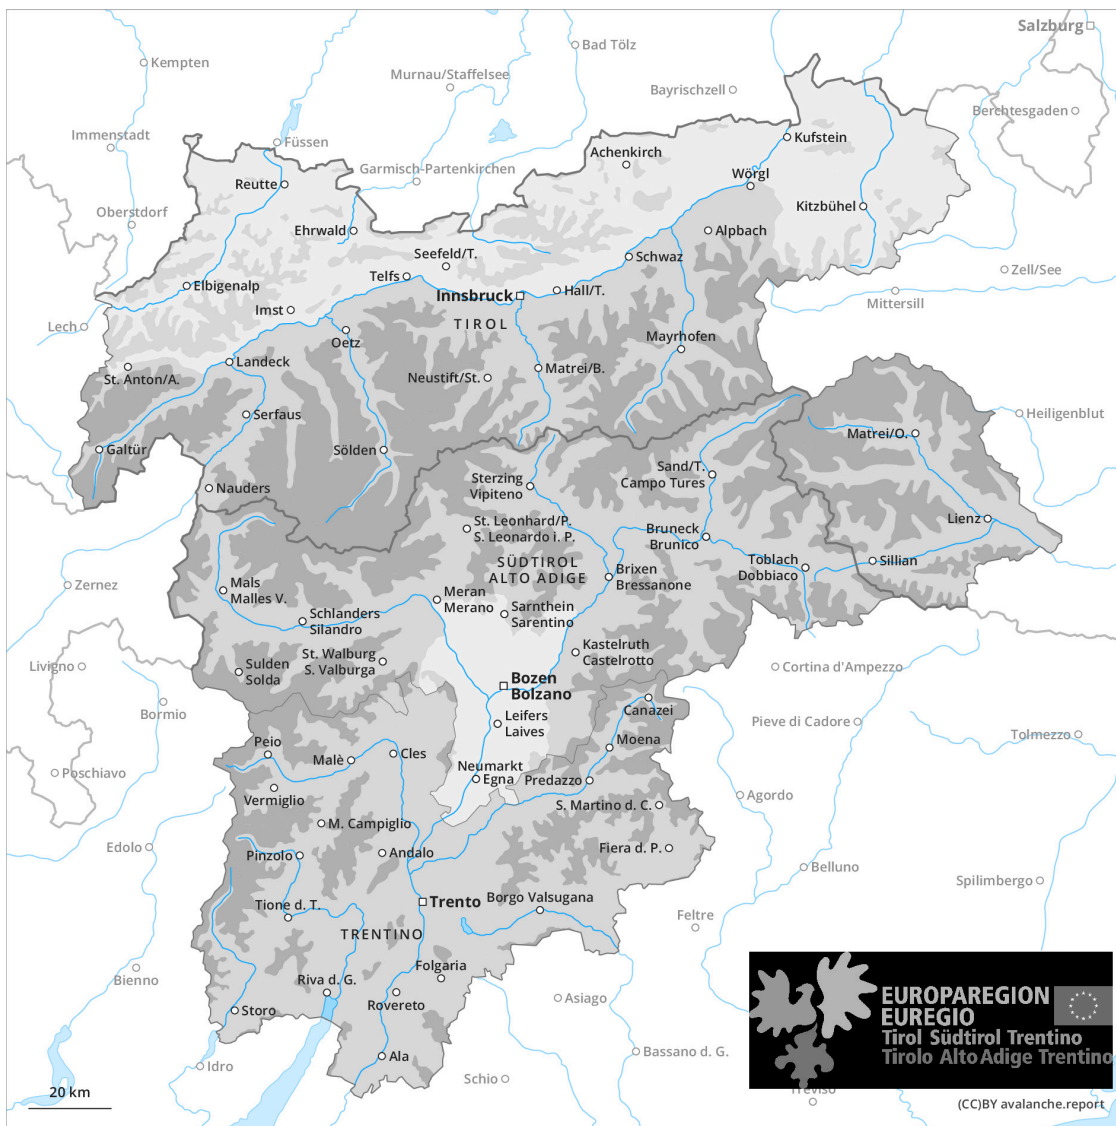 Salzburg
Bad Tölz
Kempten
Murnau/Staffelsee
Bayrischzell
Berchtesgaden
Immenstadt
Füssen
Kufstein
Achenkirch
Garmisch-Partenkirchen
Reutte
Wörgl
Oberstdorf
Kitzbühel
Ehrwald
Alpbach
Seefeld/T.
Schwaz
Telfs
Zell/See
Elbigenalp
Innsbruck
Hall/T.
Mittersill
Imst
TIROL
Lech
Oetz
Mayrhofen
Landeck
Matrei/B.
St. Anton/A.
Neustift/St.
Serfaus
Heiligenblut
Matrei/O.
Galtür
Sölden
Sterzing
Vipiteno
Sand/T.
Campo Tures
Nauders
St. Leonhard/P.
S. Leonardo i. P.
Lienz
Bruneck
Brunico
SÜDTIROL
ALTO ADIGE
Toblach
Dobbiaco
Sillian
Brixen
Bressanone
Zernez
Mals
Malles V.
Meran
Merano
Sarnthein
Sarentino
Schlanders
Silandro
Kastelruth
Castelrotto
St. Walburg
S. Valburga
Livigno
Sulden
Solda
Cortina d'Ampezzo
Bozen
Bolzano
Bormio
Canazei
Leifers
Laives
Pieve di Cadore
Tolmezzo
Peio
Moena
Malè
Cles
Poschiavo
Neumarkt
Egna
Predazzo
Vermiglio
Agordo
S. Martino d. C.
M. Campiglio
Edolo
Pinzolo
Andalo
Fiera d. P.
Belluno
Spilimbergo
Tione d. T.
Trento
Borgo Valsugana
Feltre
TRENTINO
Bienno
Riva d. G.
Folgaria
Rovereto
Asiago
Storo
EUROPAREGION
EUREGIO
Tirol Südtirol Trentino
Tirolo Alto Adige Trentino
Ala
Idro
Bassano d. G.
Schio
Treviso
20 km
(CC)BY avalanche.report